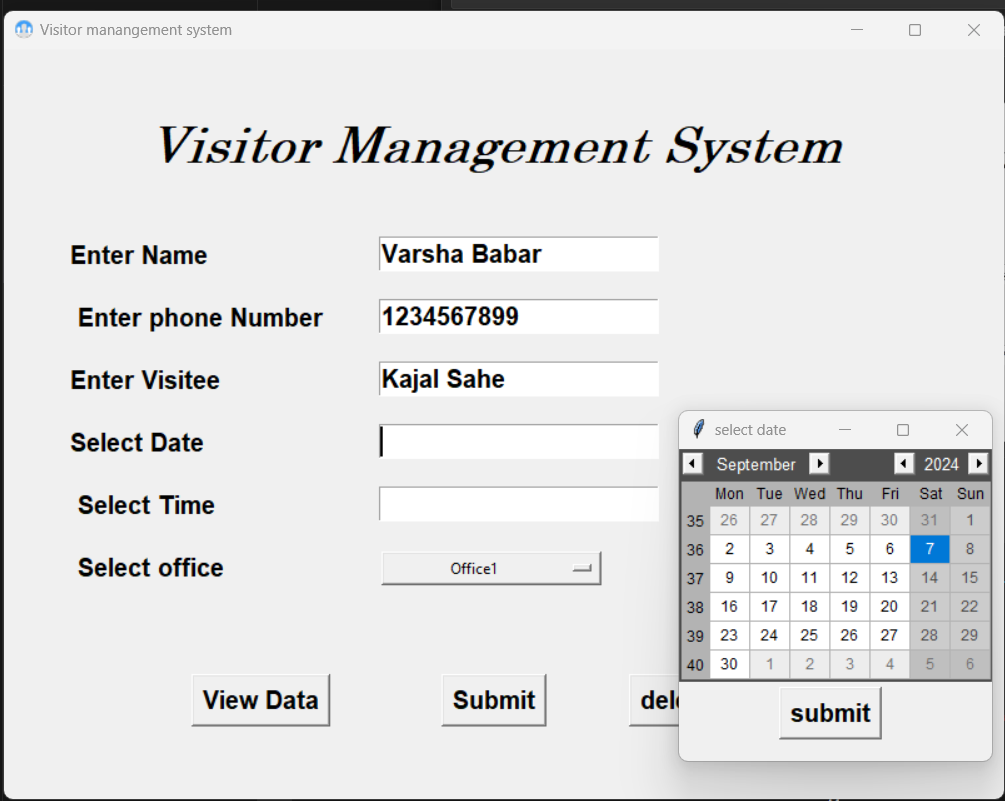 Visitor manangement system
Visitor Management System
Enter Name Varsha Babar
Enter phone Number 1234567899
Enter Visitee Kajal Sahe
Select Date
Select Time
Select office Office1
View Data Submit
select date
September 2024
Mon Tue Wed Thu Fri Sat Sun
35 26 27 28 29 30 31 1
36 2 3 4 5 6 7 8
37 9 10 11 12 13 14 15
38 16 17 18 19 20 21 22
39 23 24 25 26 27 28 29
40 30 1 2 3 4 5 6
submit